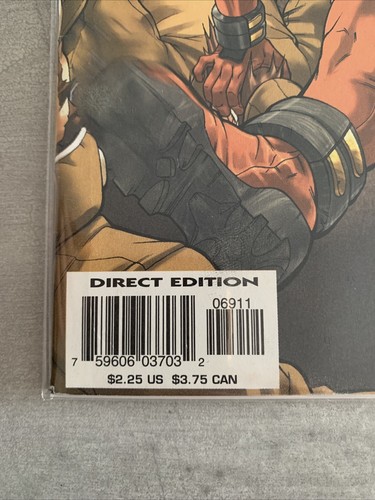 DIRECT EDITION
06911
7 59606 03703 2
$2.25 US $3.75 CAN